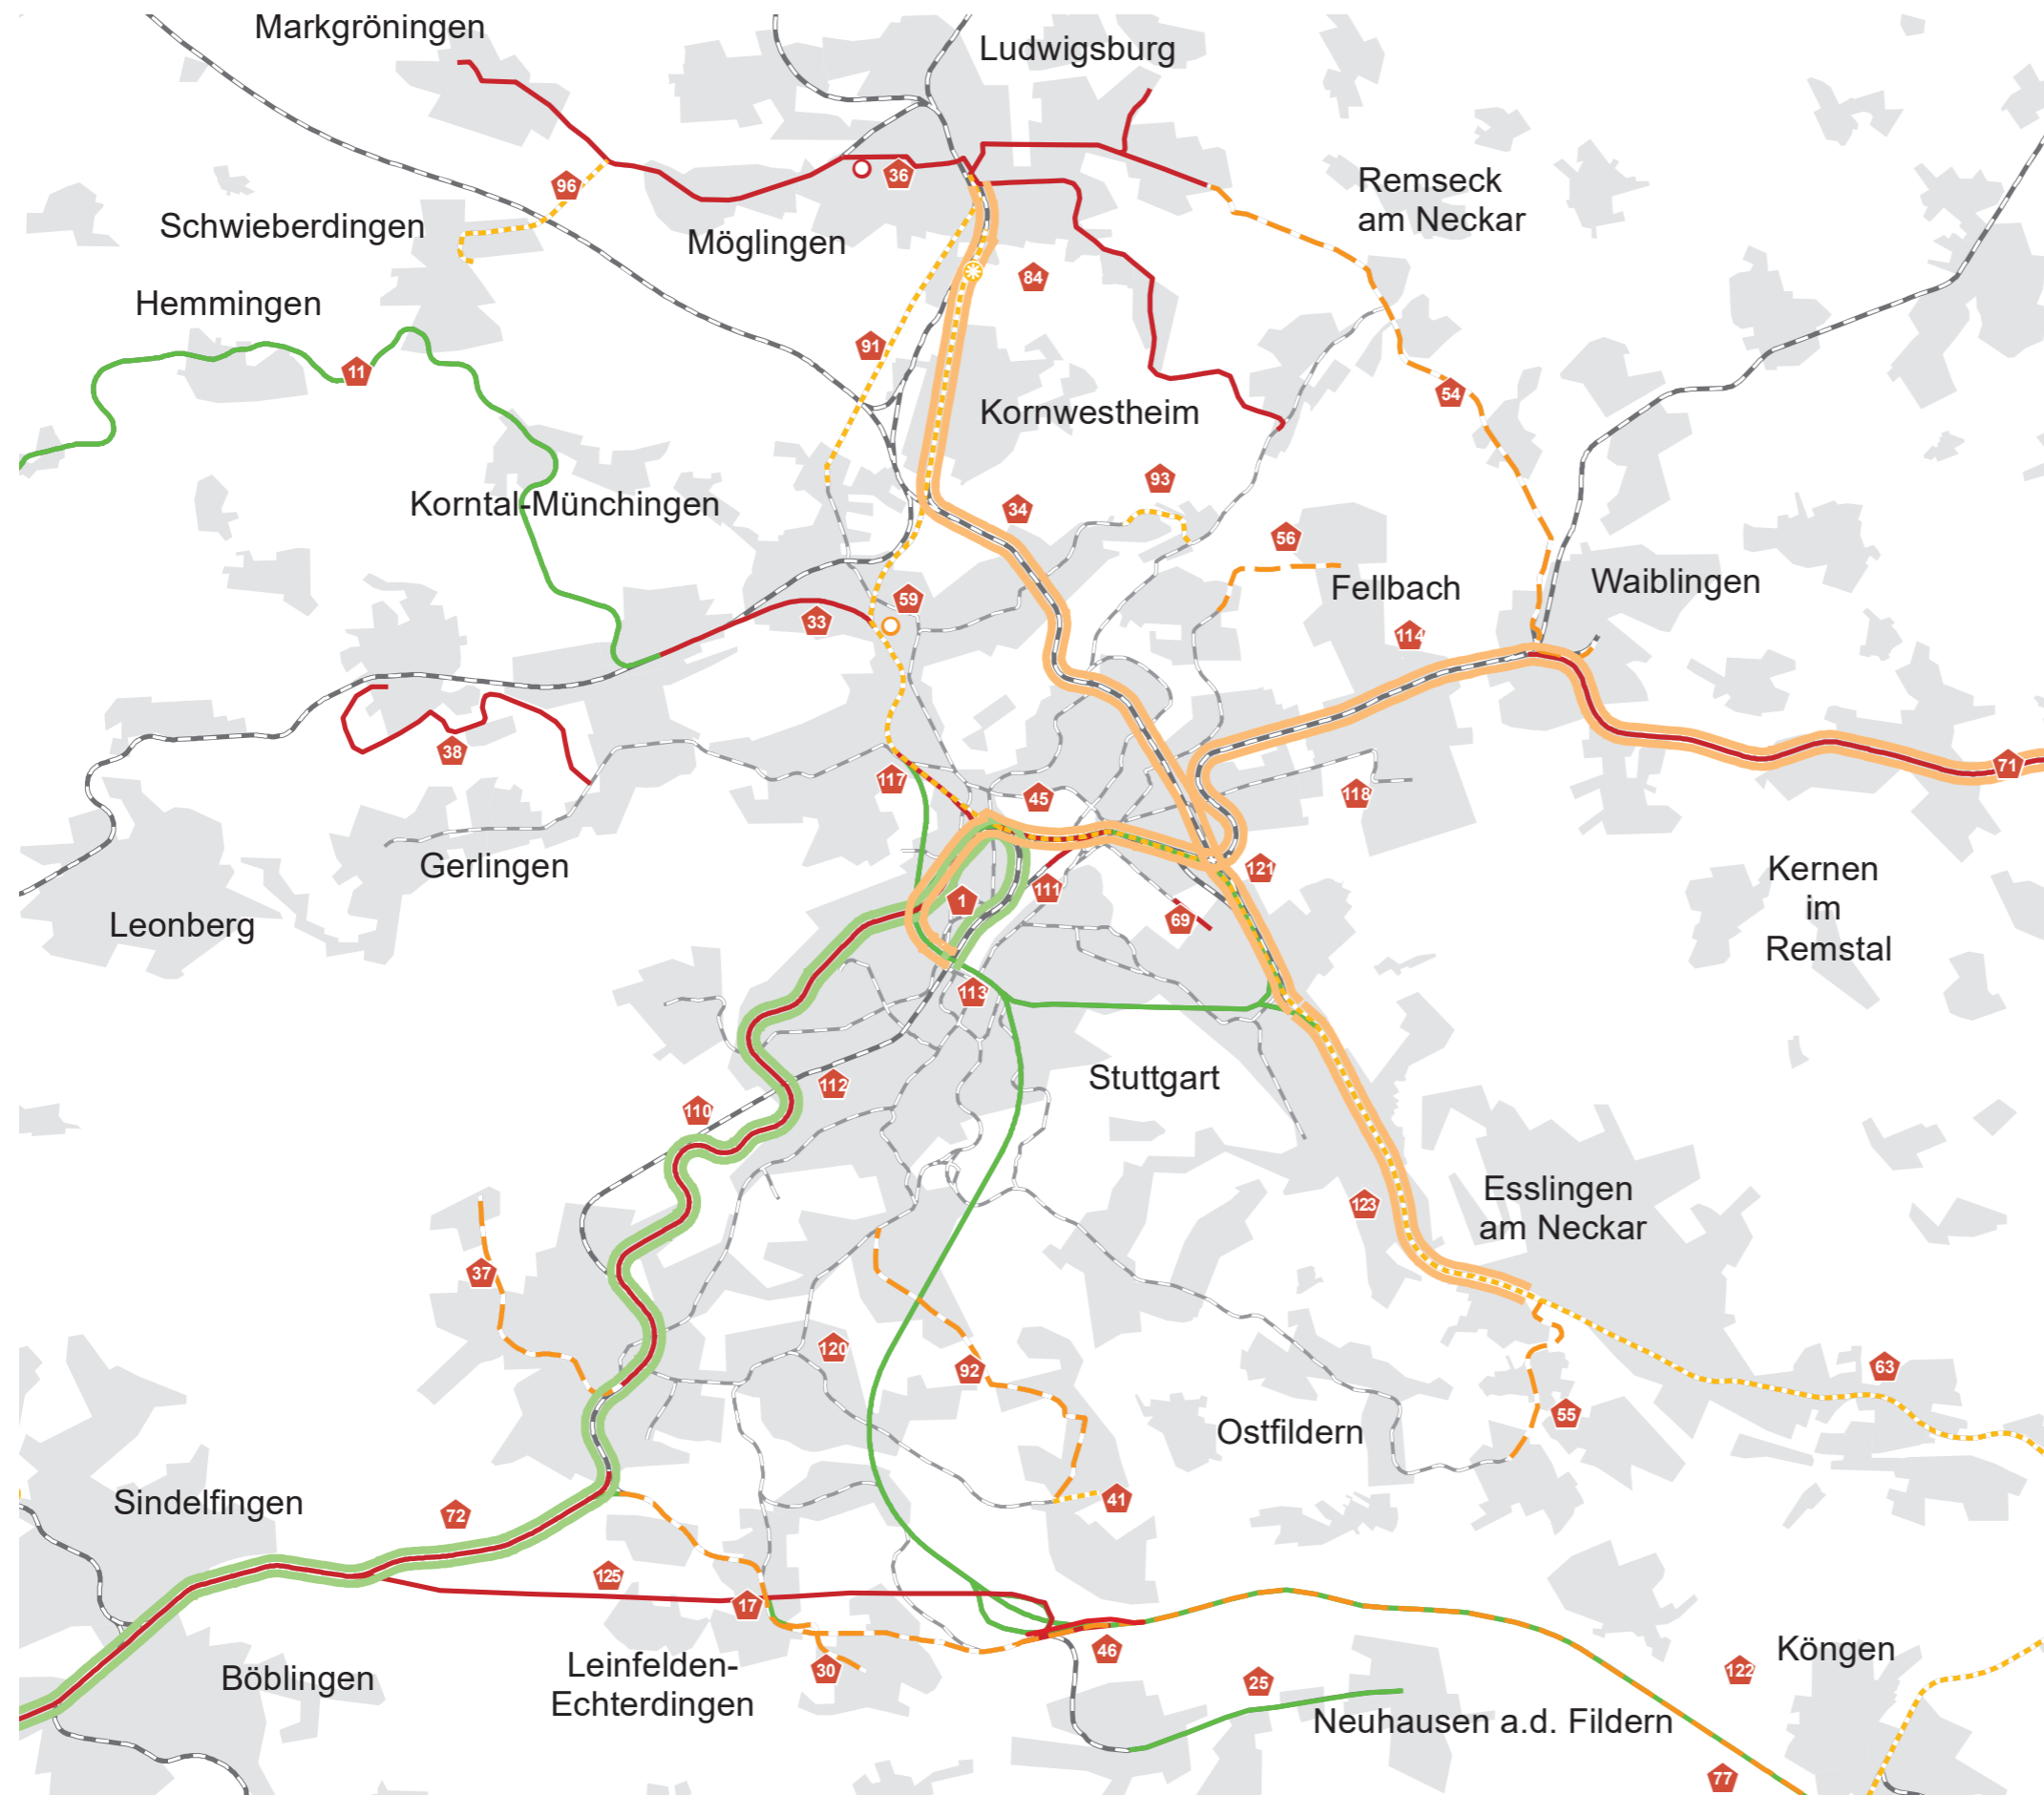 Markgröningen
Ludwigsburg
36
96
Remseck
am Neckar
Schwieberdingen
Möglingen
84
Hemmingen
91
11
54
Kornwestheim
93
Korntal-Münchingen
34
56
Waiblingen
Fellbach
59
33
114
38
71
117
45
118
Gerlingen
121
Kernen
im
Remstal
111
1
69
Leonberg
113
Stuttgart
112
110
Esslingen
am Neckar
123
37
120
92
63
55
Ostfildern
41
Sindelfingen
72
125
17
46
Köngen
30
122
Leinfelden-
Echterdingen
Böblingen
25
Neuhausen a.d. Fildern
77